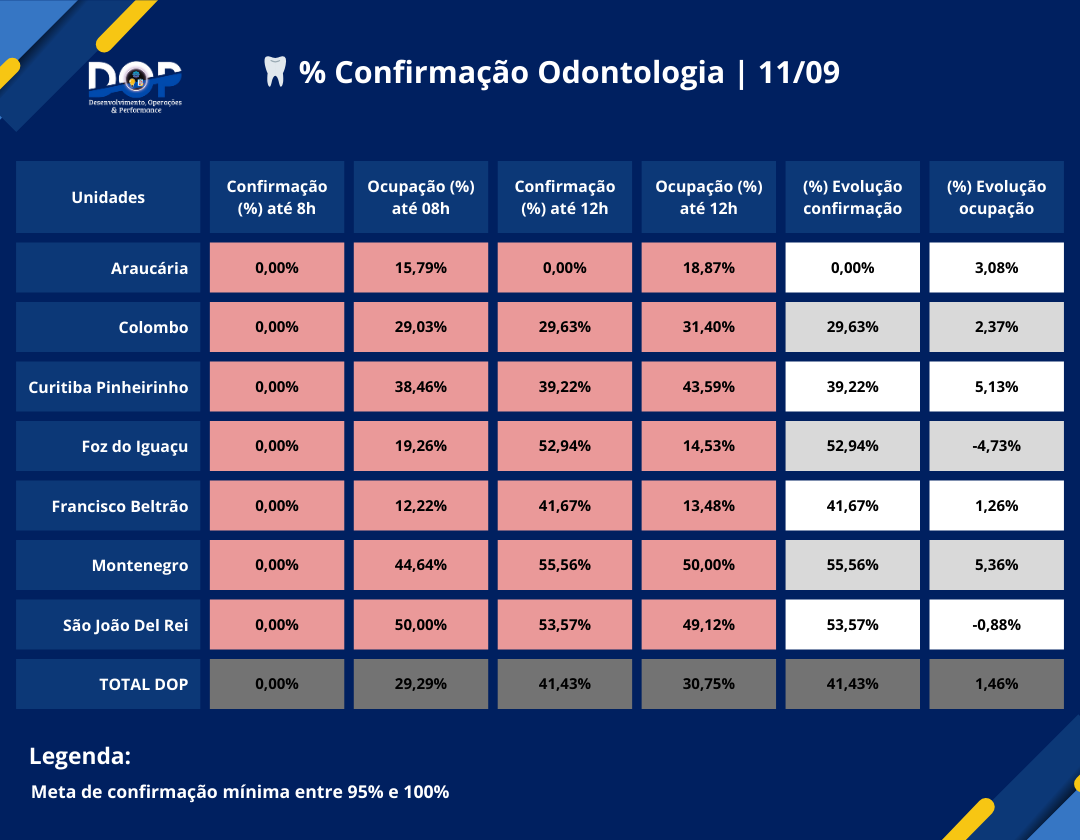 DOP
Desenvolvimento, Operações
& Performance
% Confirmação Odontologia | 11/09
Unidades
Confirmação
(%) até 8h
Ocupação (%)
até 08h
Confirmação
(%) até 12h
Ocupação (%)
até 12h
(%) Evolução
confirmação
(%) Evolução
ocupação
Araucária 0,00% 15,79% 0,00% 18,87% 0,00% 3,08%
Colombo 0,00% 29,03% 29,63% 31,40% 29,63% 2,37%
Curitiba Pinheirinho 0,00% 38,46% 39,22% 43,59% 39,22% 5,13%
Foz do Iguaçu 0,00% 19,26% 52,94% 14,53% 52,94% -4,73%
Francisco Beltrão 0,00% 12,22% 41,67% 13,48% 41,67% 1,26%
Montenegro 0,00% 44,64% 55,56% 50,00% 55,56% 5,36%
São João Del Rei 0,00% 50,00% 53,57% 49,12% 53,57% -0,88%
TOTAL DOP 0,00% 29,29% 41,43% 30,75% 41,43% 1,46%
Legenda:
Meta de confirmação mínima entre 95% e 100%